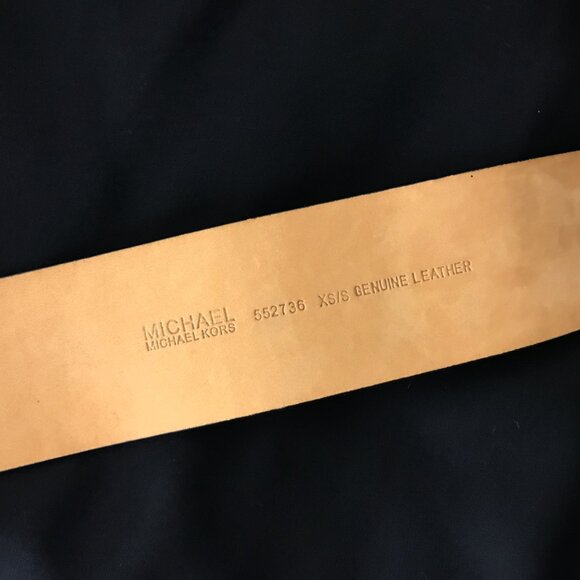 MICHAEL
MICHAEL KORS
552736 XS/S GENUINE LEATHER